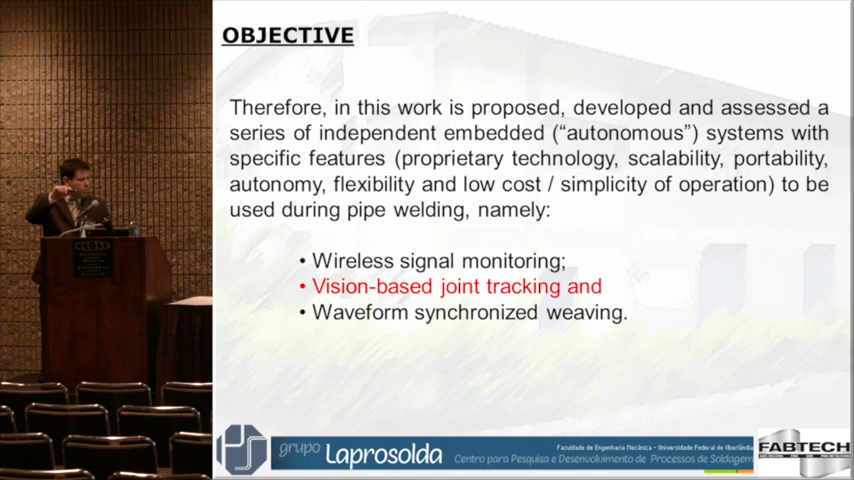 OBJECTIVE
Therefore, in this work is proposed, developed and assessed a
series of independent embedded (“autonomous”) systems with
specific features (proprietary technology, scalability, portability,
autonomy, flexibility and low cost / simplicity of operation) to be
used during pipe welding, namely:
• Wireless signal monitoring;
• Vision-based joint tracking and
• Waveform synchronized weaving.
grupo Laprosolda
Faculdade de Engenharia Mecânica – Universidade Federal de Uberlândia
Centro para Pesquisa e Desenvolvimento de Processos de Soldagem
FABTECH